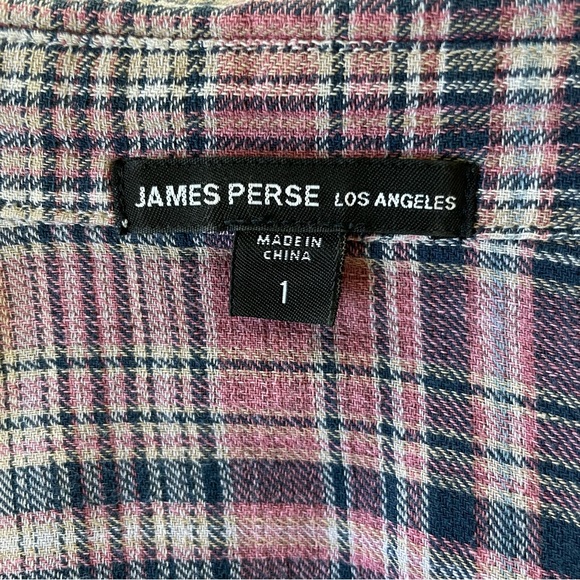 JAMES PERSE LOS ANGELES
MADE IN
CHINA
1